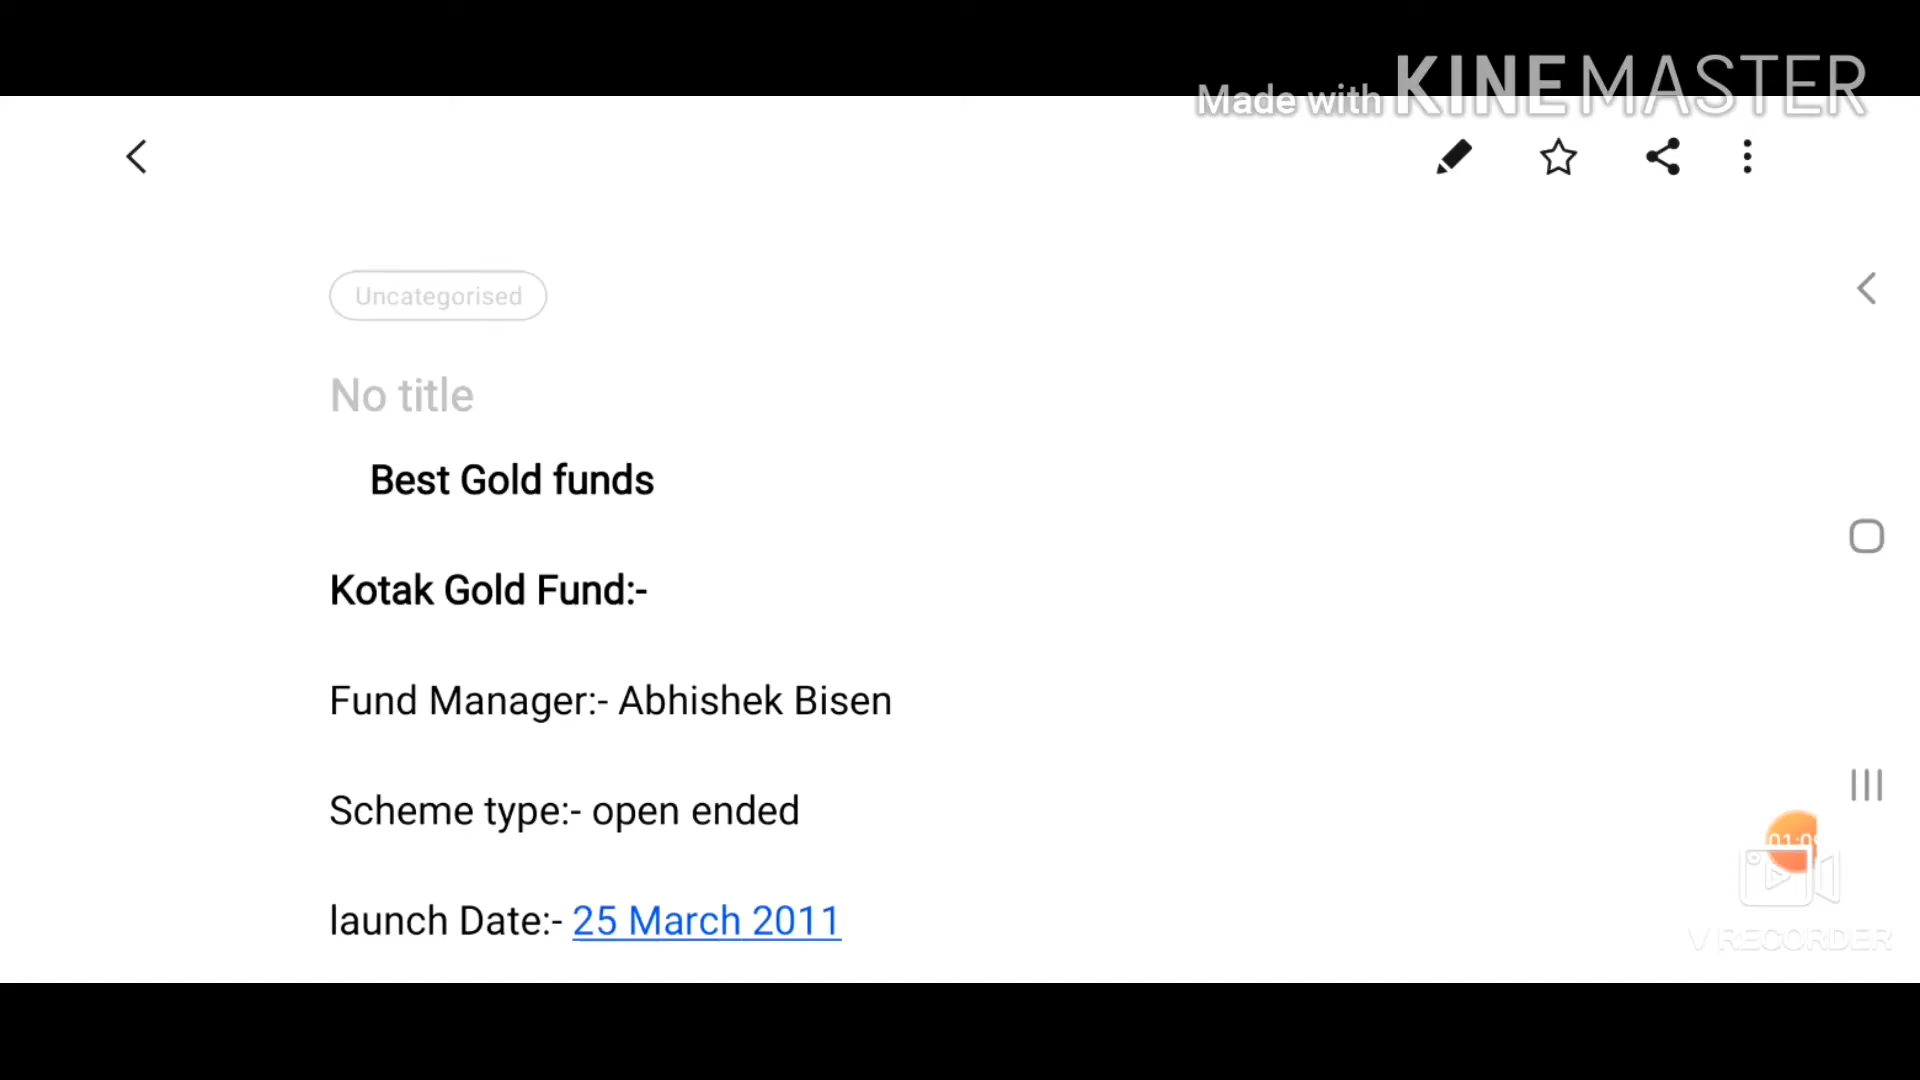 Made with KINEMASTER
Uncategorised
No title
Best Gold funds
Kotak Gold Fund:-
Fund Manager:- Abhishek Bisen
Scheme type:- open ended
launch Date:- 25 March 2011
V RECORDER